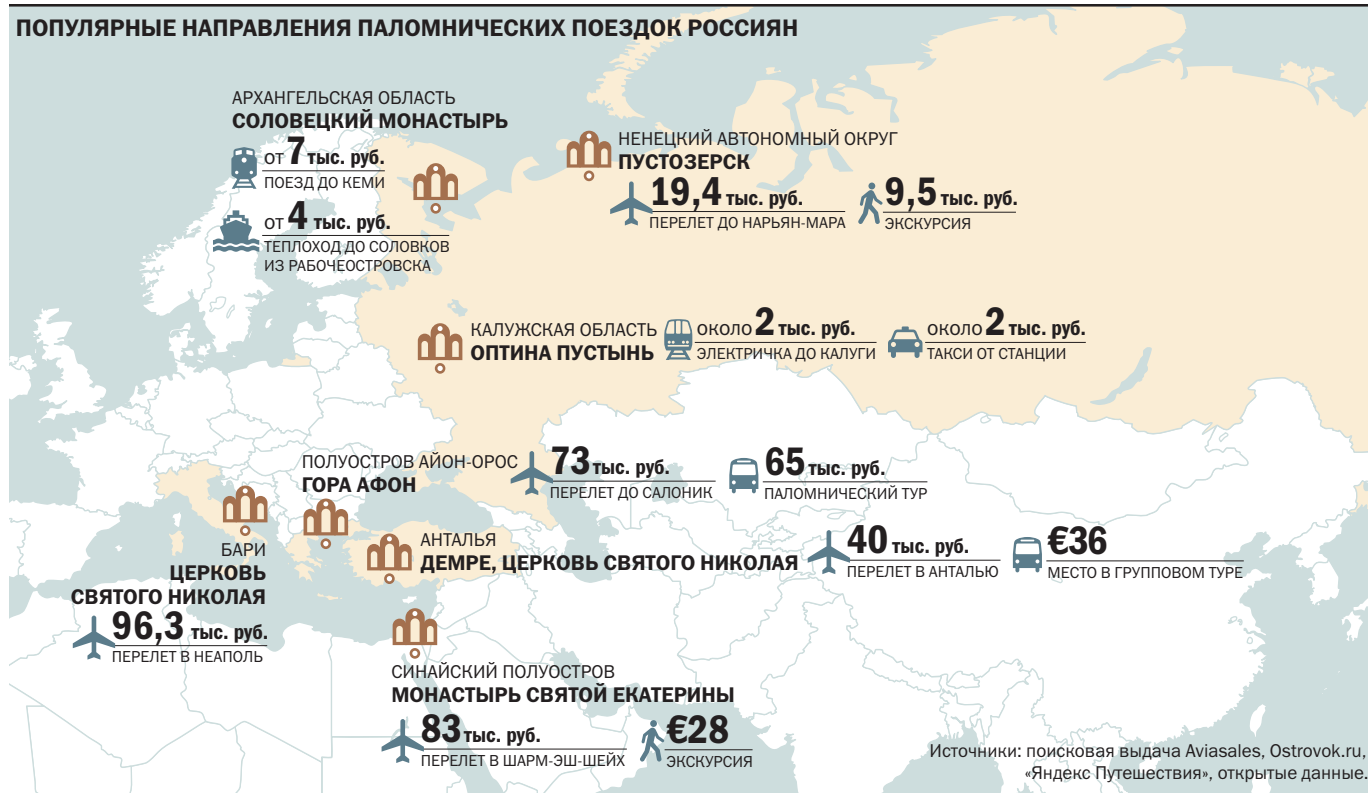 ПОПУЛЯРНЫЕ НАПРАВЛЕНИЯ ПАЛОМНИЧЕСКИХ ПОЕЗДОК РОССИЯН
АРХАНГЕЛЬСКАЯ ОБЛАСТЬ
СОЛОВЕЦКИЙ МОНАСТЫРЬ
от 7 тыс. руб.
ПОЕЗД ДО КЕМИ
от 4 тыс. руб.
ТЕПЛОХОД ДО СОЛОВКОВ
ИЗ РАБОЧЕОСТРОВСКА
НЕНЕЦКИЙ АВТОНОМНЫЙ ОКРУГ
ПУСТОЗЕРСК
19,4 тыс. руб.
ПЕРЕЛЕТ ДО НАРЬЯН-МАРА
9,5 тыс. руб.
ЭКСКУРСИЯ
КАЛУЖСКАЯ ОБЛАСТЬ
ОПТИНА ПУСТЫНЬ
около 2 тыс. руб.
ЭЛЕКТРИЧКА ДО КАЛУГИ
около 2 тыс. руб.
ТАКСИ ОТ СТАНЦИИ
ПОЛУОСТРОВ АЙОН-ОРОС
ГОРА АФОН
73 тыс. руб.
ПЕРЕЛЕТ ДО САЛОНИК
65 тыс. руб.
ПАЛОМНИЧЕСКИЙ ТУР
АНТАЛЬЯ
ДЕМРЕ, ЦЕРКОВЬ СВЯТОГО НИКОЛАЯ
40 тыс. руб.
ПЕРЕЛЕТ В АНТАЛЬЮ
€36
МЕСТО В ГРУППОВОМ ТУРЕ
БАРИ
ЦЕРКОВЬ
СВЯТОГО НИКОЛАЯ
96,3 тыс. руб.
ПЕРЕЛЕТ В НЕАПОЛЬ
СИНАЙСКИЙ ПОЛУОСТРОВ
МОНАСТЫРЬ СВЯТОЙ ЕКАТЕРИНЫ
83 тыс. руб.
ПЕРЕЛЕТ В ШАРМ-ЭШ-ШЕЙХ
€28
ЭКСКУРСИЯ
Источники: поисковая выдача Aviasales, Ostrovok.ru,
«Яндекс Путешествия», открытые данные.